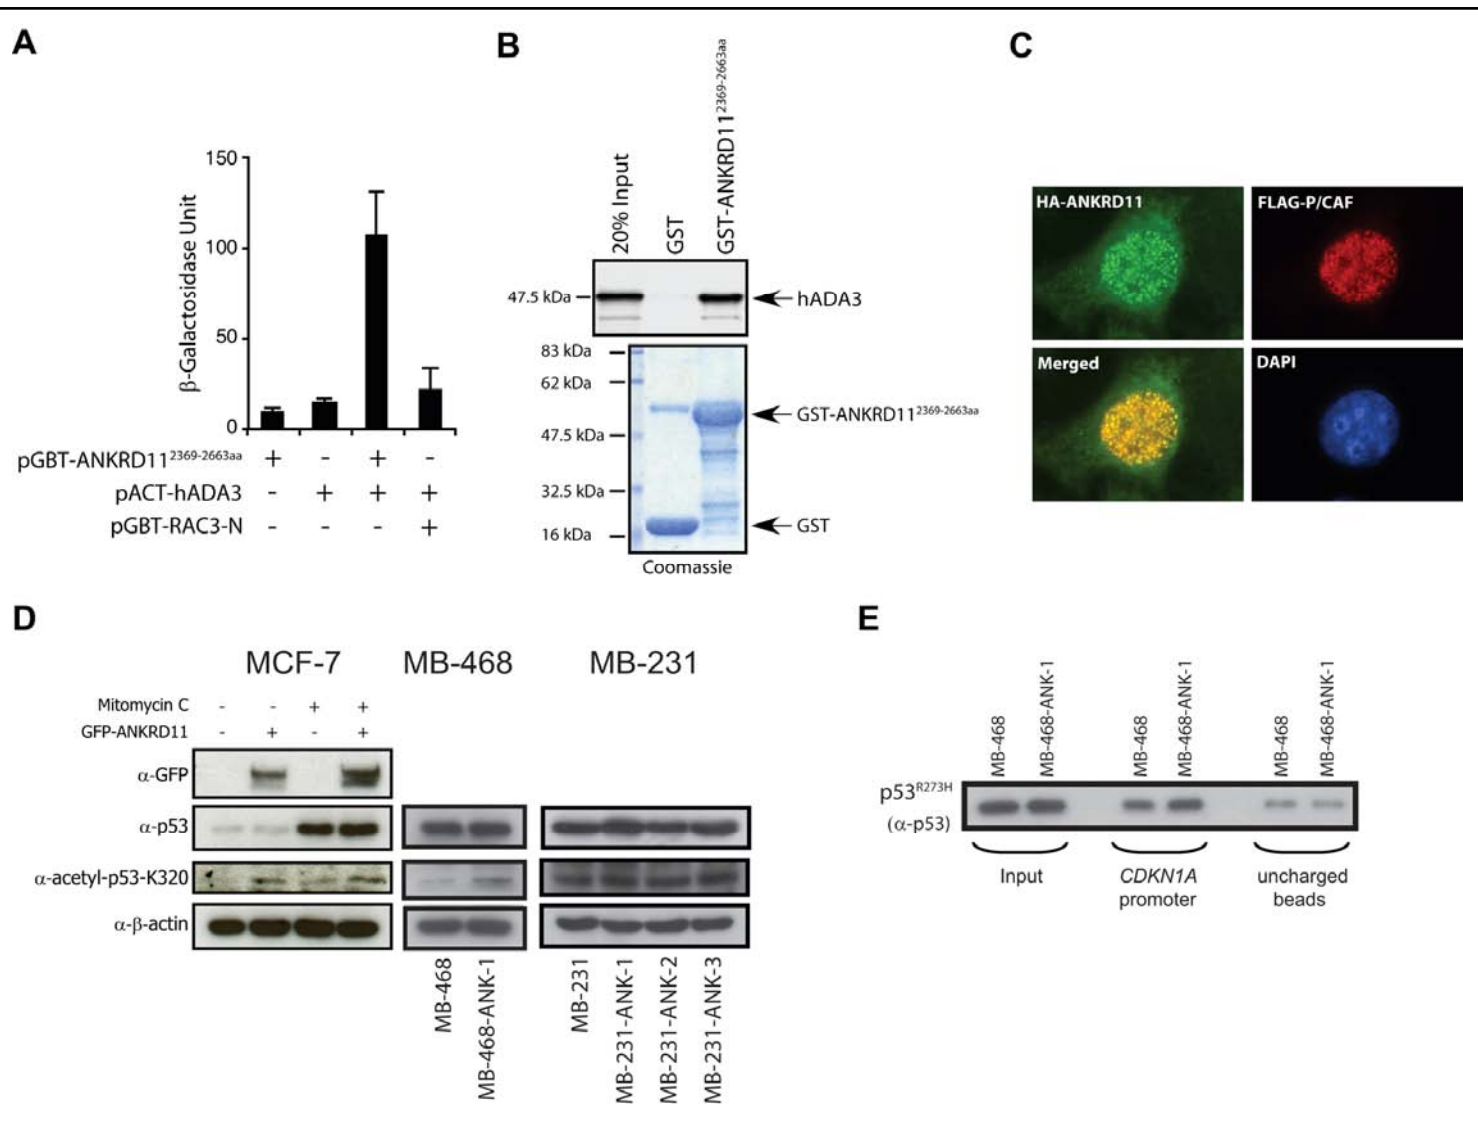 A
150
100
50
0
β-Galactosidase Unit
pGBT-ANKRD11²³⁶⁹⁻²⁶⁶³ᵃᵃ + - + -
pACT-hADA3 - + + +
pGBT-RAC3-N - - - +
B
20% Input
GST
GST-ANKRD11²³⁶⁹⁻²⁶⁶³ᵃᵃ
47.5 kDa
hADA3
83 kDa
62 kDa
47.5 kDa
32.5 kDa
16 kDa
GST-ANKRD11²³⁶⁹⁻²⁶⁶³ᵃᵃ
GST
Coomassie
C
HA-ANKRD11
FLAG-P/CAF
Merged
DAPI
D
MCF-7 MB-468 MB-231
Mitomycin C - - + +
GFP-ANKRD11 - + - +
α-GFP
α-p53
α-acetyl-p53-K320
α-β-actin
MB-468
MB-468-ANK-1
MB-231
MB-231-ANK-1
MB-231-ANK-2
MB-231-ANK-3
E
MB-468
MB-468-ANK-1
MB-468
MB-468-ANK-1
MB-468
MB-468-ANK-1
p53ᴿ²⁷³ᴴ
(α-p53)
Input
CDKN1A
promoter
uncharged
beads